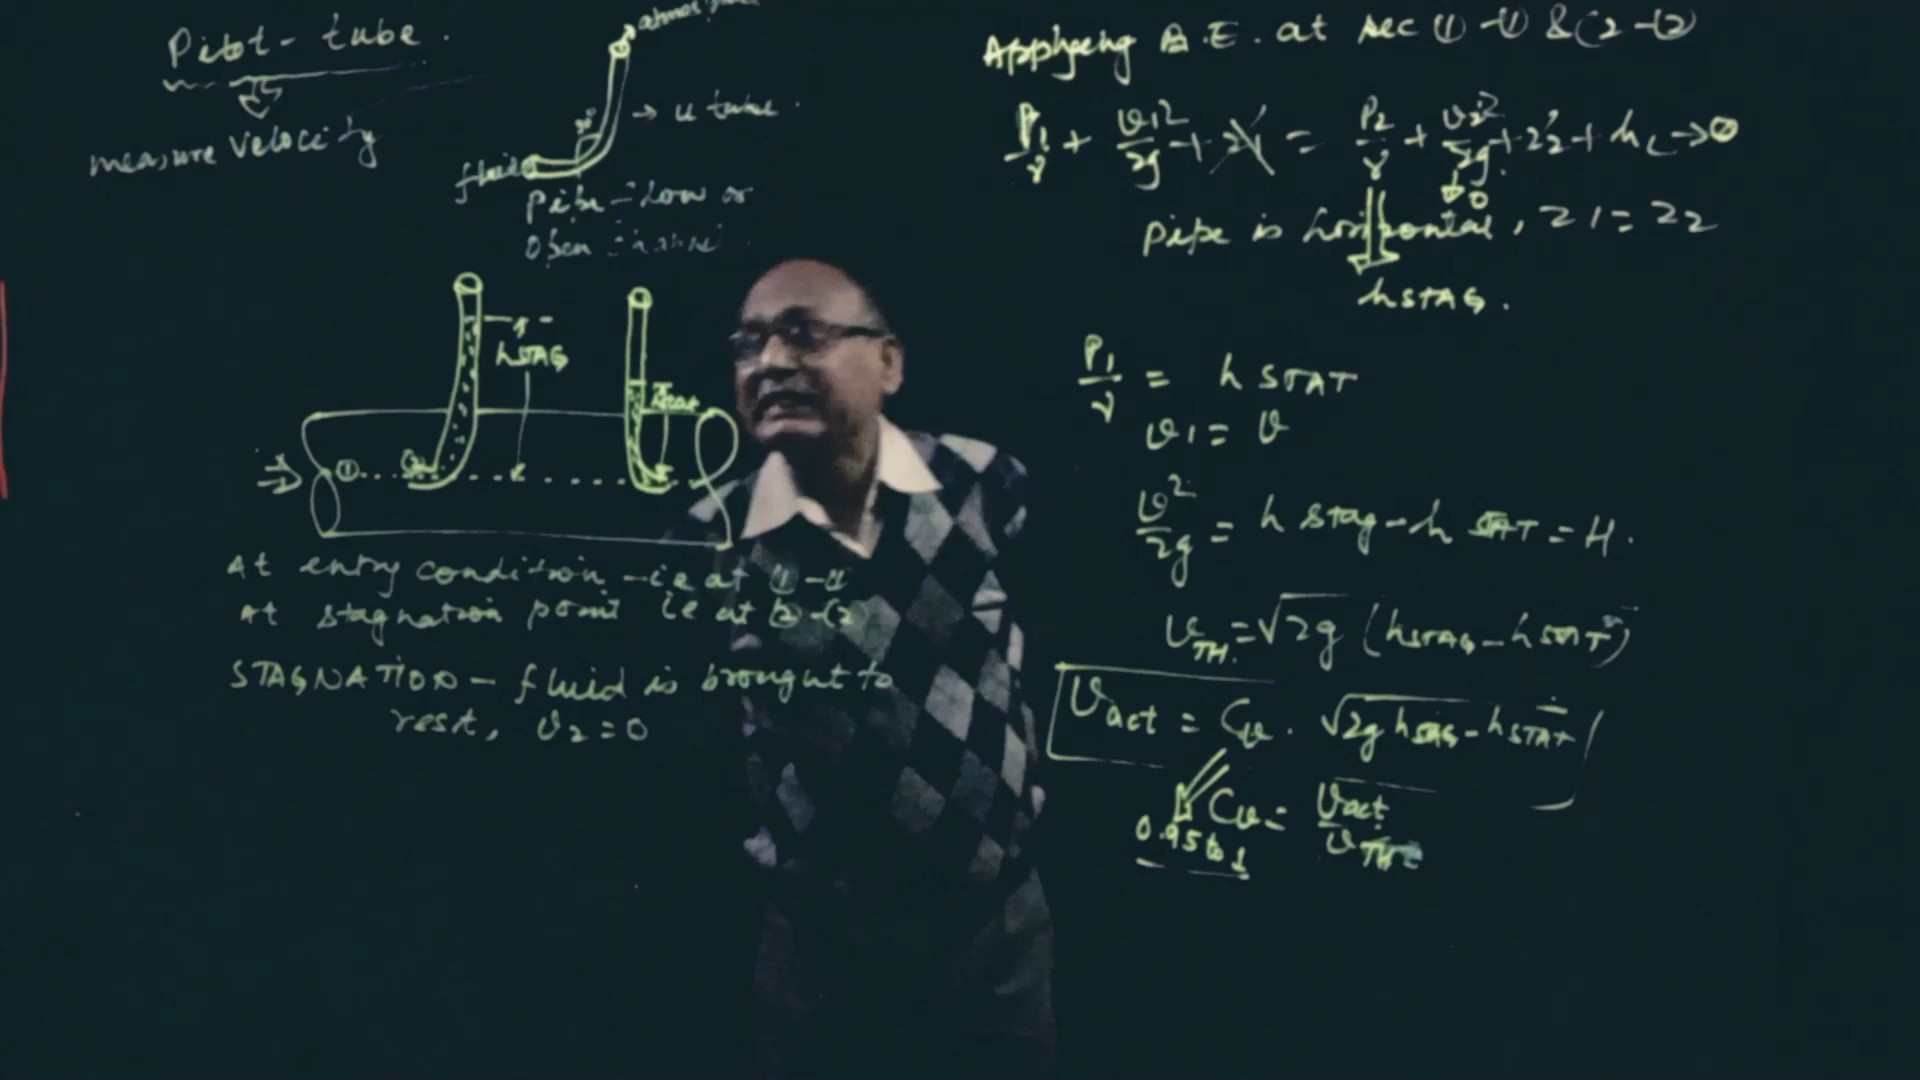 Pitot-tube.
measure velocity
atmos
→ u tube.
fluid
Pipe-flow or
open channel.
hSTAG
hstat
①
②
At entry condition - ie at ①-①
At stagnation point ie at ②-②
STAGNATION - fluid is brought to
rest, v2=0
Applying B.E. at sec ①-① & ②-②
P1/γ + v1²/2g + z1 = P2/γ + v2²/2g + z2 + hL → 0
0
pipe is horizontal, z1 = z2
hSTAG.
P1/γ = h STAT
v1 = v
v²/2g = h stag - h STAT = H.
vTH. = √2g (hSTAG - hSTAT)
Vact = Cv. √2g hSTAG - hSTAT
Cv = Vact/vTH
0.95 to 1